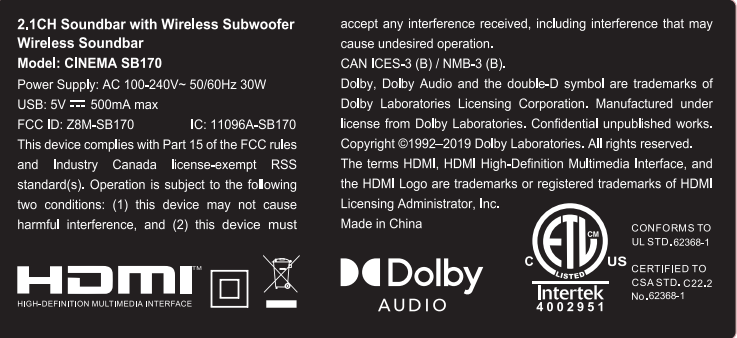 2.1CH Soundbar with Wireless Subwoofer
Wireless Soundbar
Model: CINEMA SB170
Power Supply: AC 100-240V~ 50/60Hz 30W
USB: 5V ⎓ 500mA max
FCC ID: Z8M-SB170 IC: 11096A-SB170
This device complies with Part 15 of the FCC rules
and Industry Canada license-exempt RSS
standard(s). Operation is subject to the following
two conditions: (1) this device may not cause
harmful interference, and (2) this device must
HDMI™
HIGH-DEFINITION MULTIMEDIA INTERFACE
accept any interference received, including interference that may
cause undesired operation.
CAN ICES-3 (B) / NMB-3 (B).
Dolby, Dolby Audio and the double-D symbol are trademarks of
Dolby Laboratories Licensing Corporation. Manufactured under
license from Dolby Laboratories. Confidential unpublished works.
Copyright ©1992–2019 Dolby Laboratories. All rights reserved.
The terms HDMI, HDMI High-Definition Multimedia Interface, and
the HDMI Logo are trademarks or registered trademarks of HDMI
Licensing Administrator, Inc.
Made in China
Dolby
AUDIO
ETL CM
C LISTED US
Intertek
4002951
CONFORMS TO
UL STD.62368-1
CERTIFIED TO
CSA STD. C22.2
No.62368-1